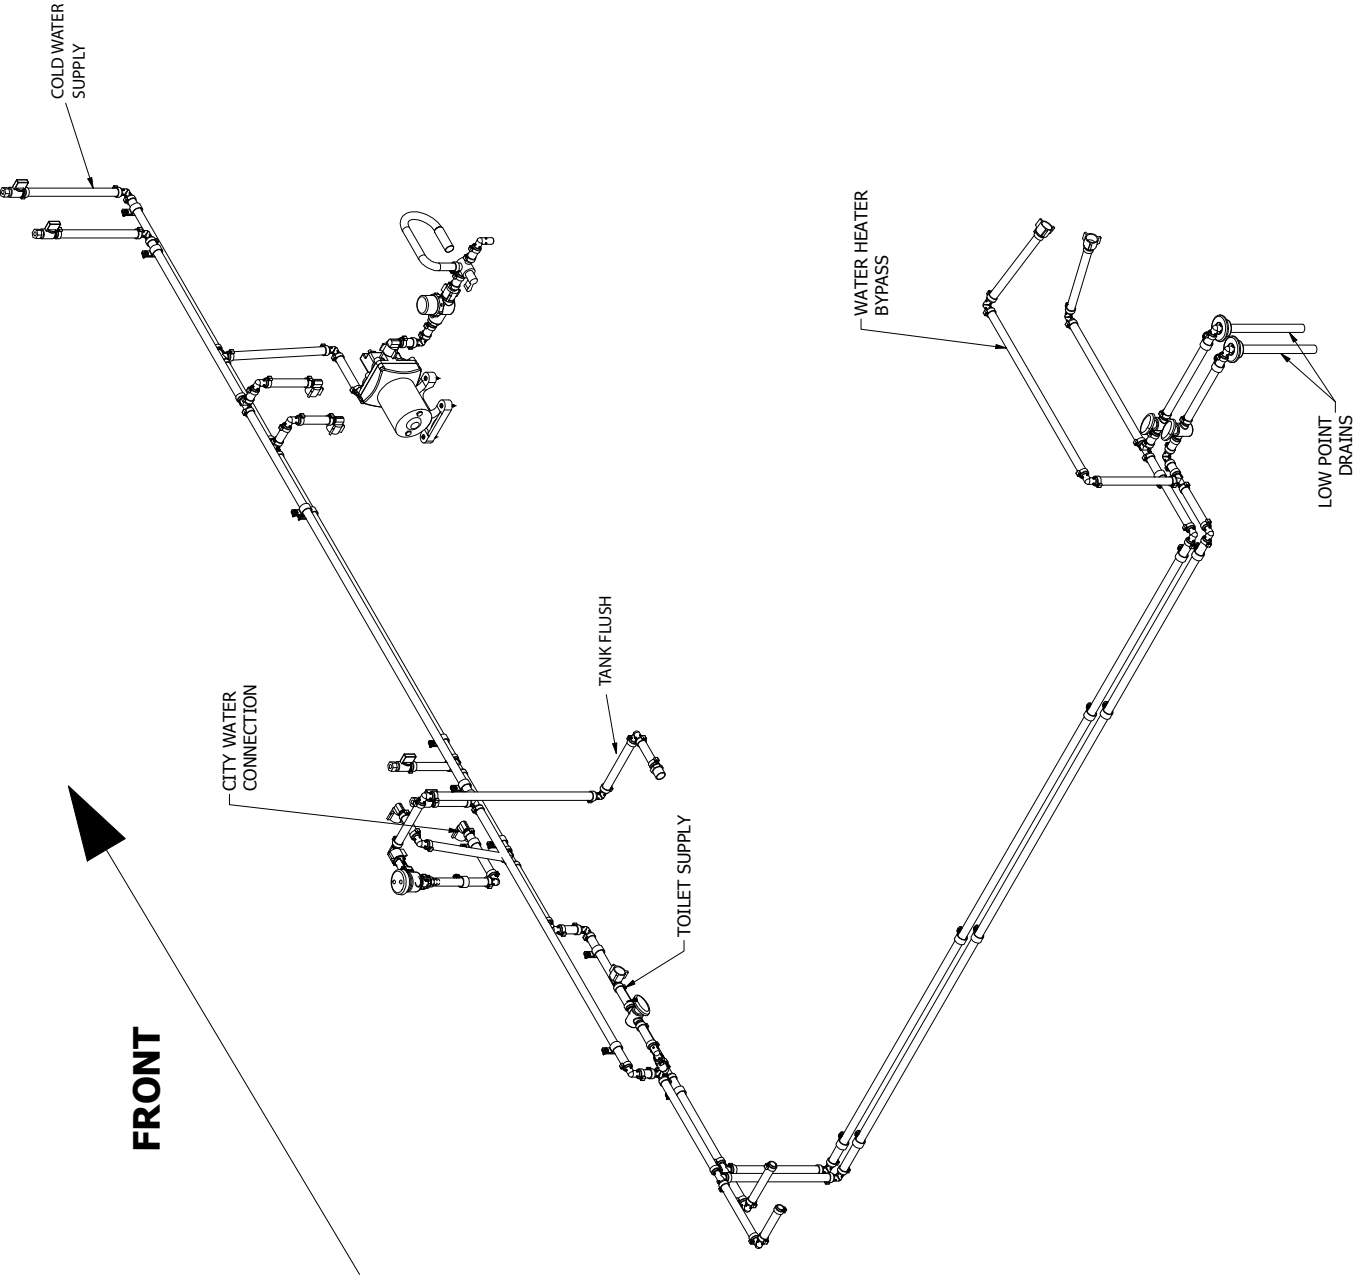 COLD WATER
SUPPLY
WATER HEATER
BYPASS
LOW POINT
DRAINS
TANK FLUSH
CITY WATER
CONNECTION
TOILET SUPPLY
FRONT